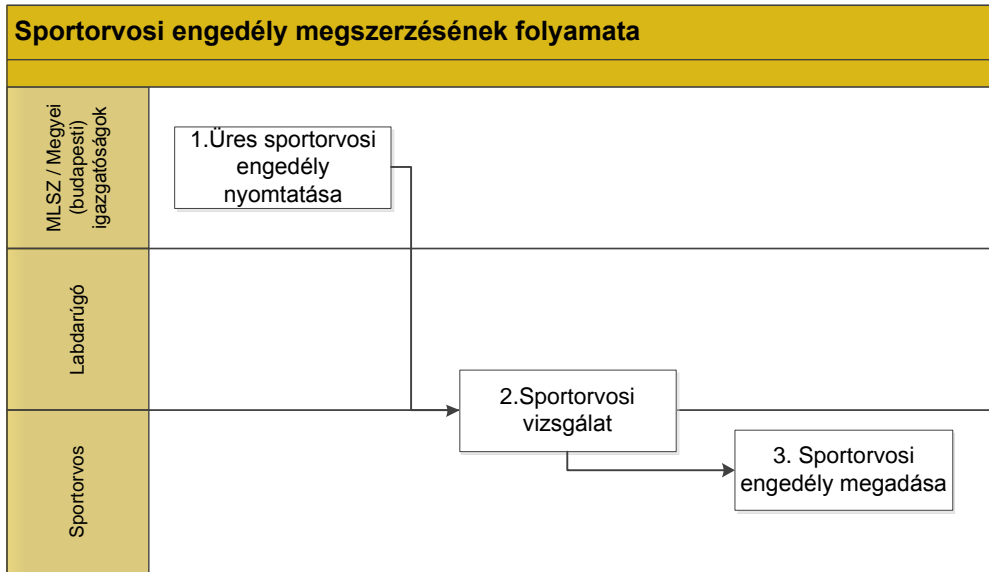 Sportorvosi engedély megszerzésének folyamata
MLSZ / Megyei
(budapesti)
igazgatóságok
1.Üres sportorvosi
engedély
nyomtatása
Labdarúgó
2.Sportorvosi
vizsgálat
Sportorvos
3. Sportorvosi
engedély megadása